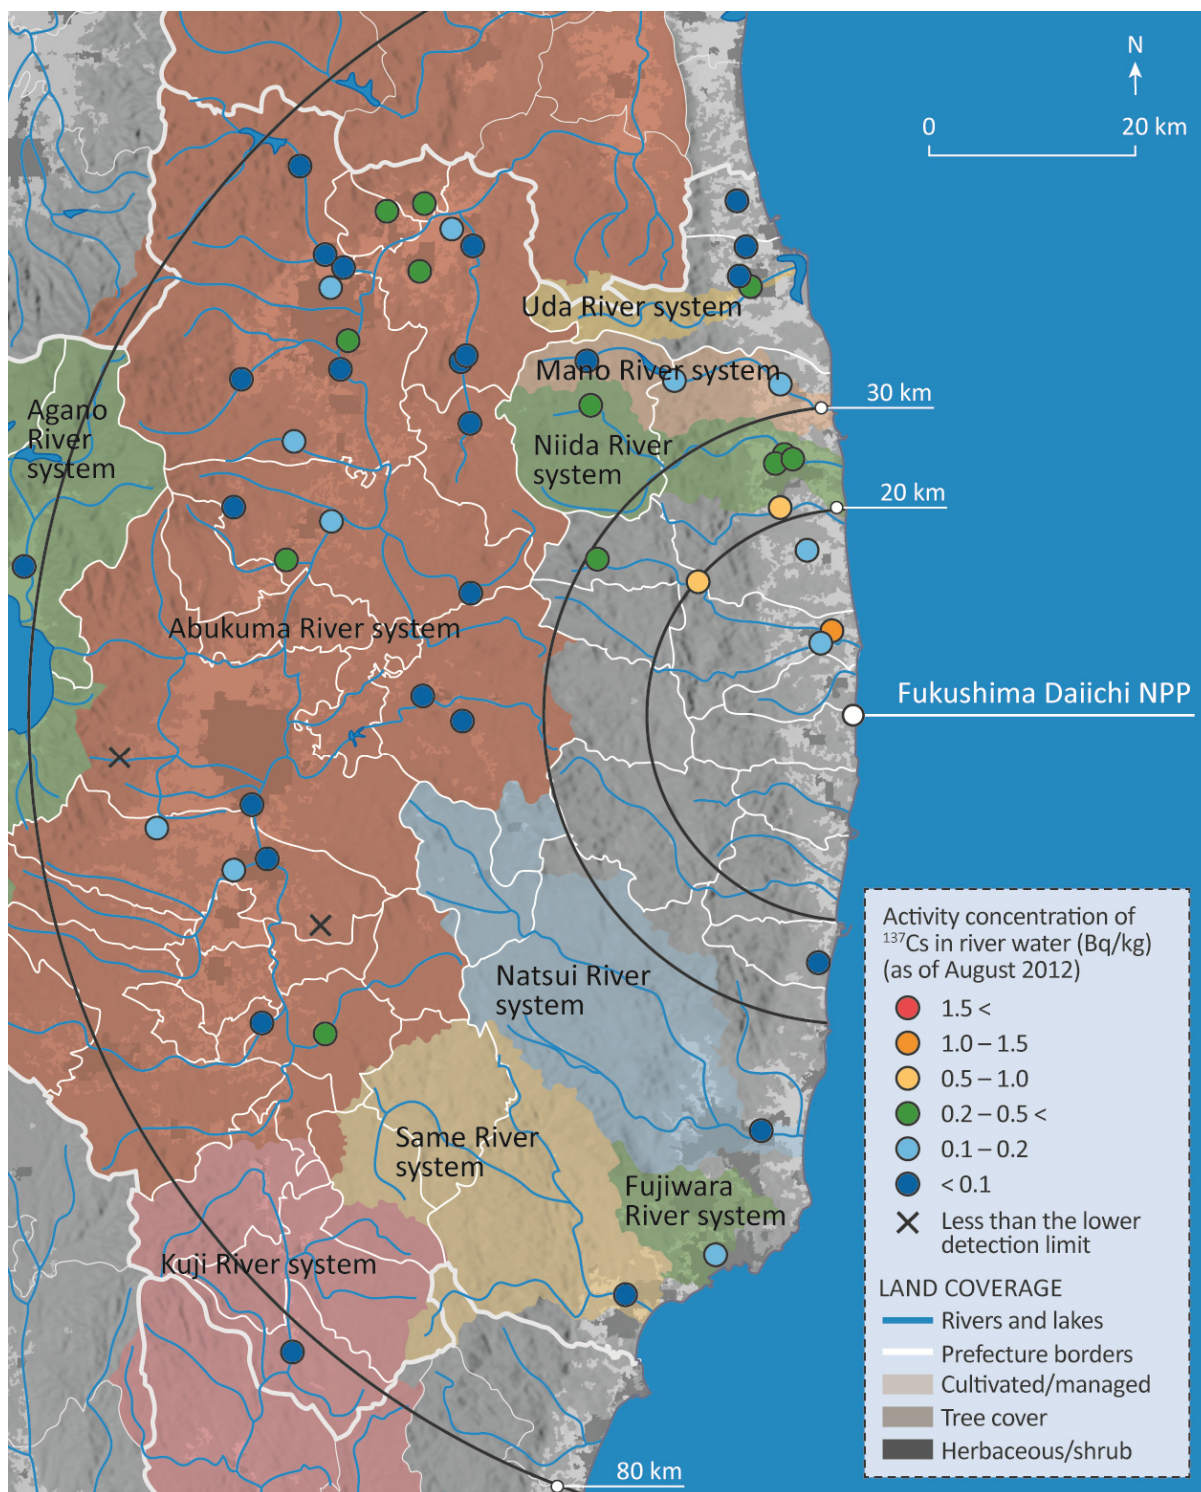 N
0 20 km
Uda River system
Mano River system
30 km
Agano
River
system
Niida River
system
20 km
Abukuma River system
Fukushima Daiichi NPP
Natsui River
system
Same River
system
Fujiwara
River system
Kuji River system
80 km
Activity concentration of
¹³⁷Cs in river water (Bq/kg)
(as of August 2012)
1.5 <
1.0 – 1.5
0.5 – 1.0
0.2 – 0.5 <
0.1 – 0.2
< 0.1
Less than the lower
detection limit
LAND COVERAGE
Rivers and lakes
Prefecture borders
Cultivated/managed
Tree cover
Herbaceous/shrub